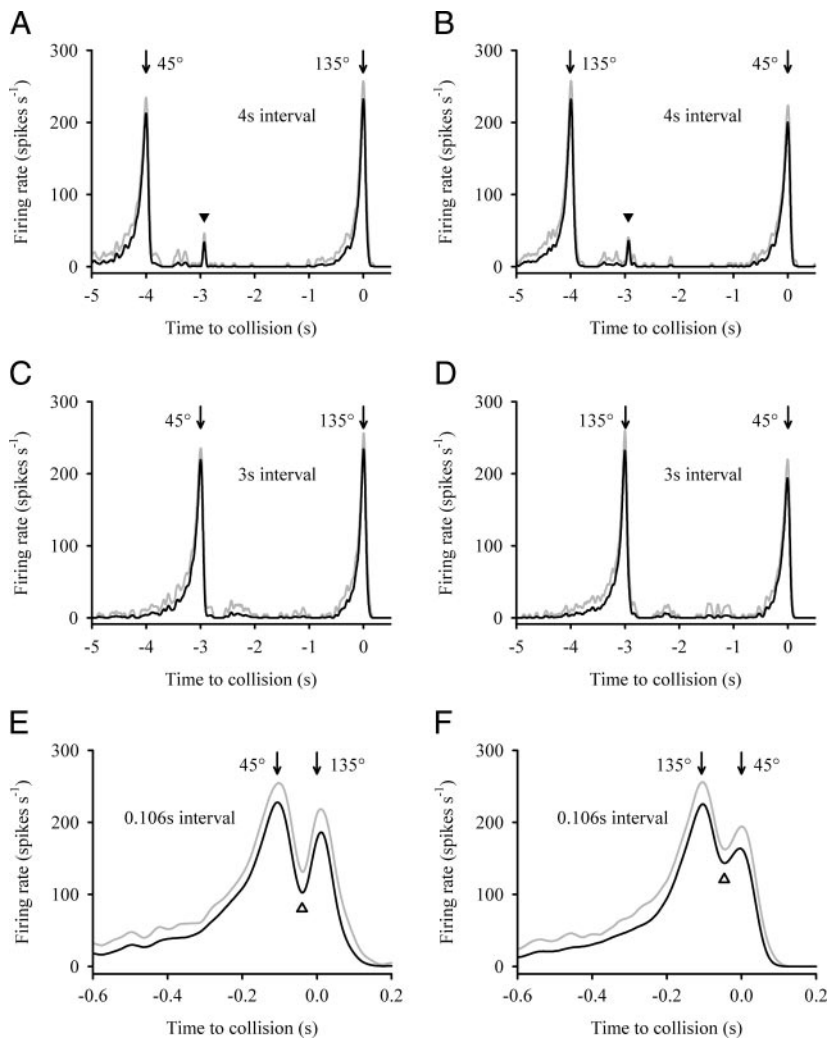 A
300
200
100
0
Firing rate (spikes s-1)
45°
135°
4s interval
-5 -4 -3 -2 -1 0
Time to collision (s)
B
300
200
100
0
Firing rate (spikes s-1)
135°
45°
4s interval
-5 -4 -3 -2 -1 0
Time to collision (s)
C
300
200
100
0
Firing rate (spikes s-1)
45°
135°
3s interval
-5 -4 -3 -2 -1 0
Time to collision (s)
D
300
200
100
0
Firing rate (spikes s-1)
135°
45°
3s interval
-5 -4 -3 -2 -1 0
Time to collision (s)
E
300
200
100
0
Firing rate (spikes s-1)
45°
135°
0.106s interval
-0.6 -0.4 -0.2 0.0 0.2
Time to collision (s)
F
300
200
100
0
Firing rate (spikes s-1)
135°
45°
0.106s interval
-0.6 -0.4 -0.2 0.0 0.2
Time to collision (s)